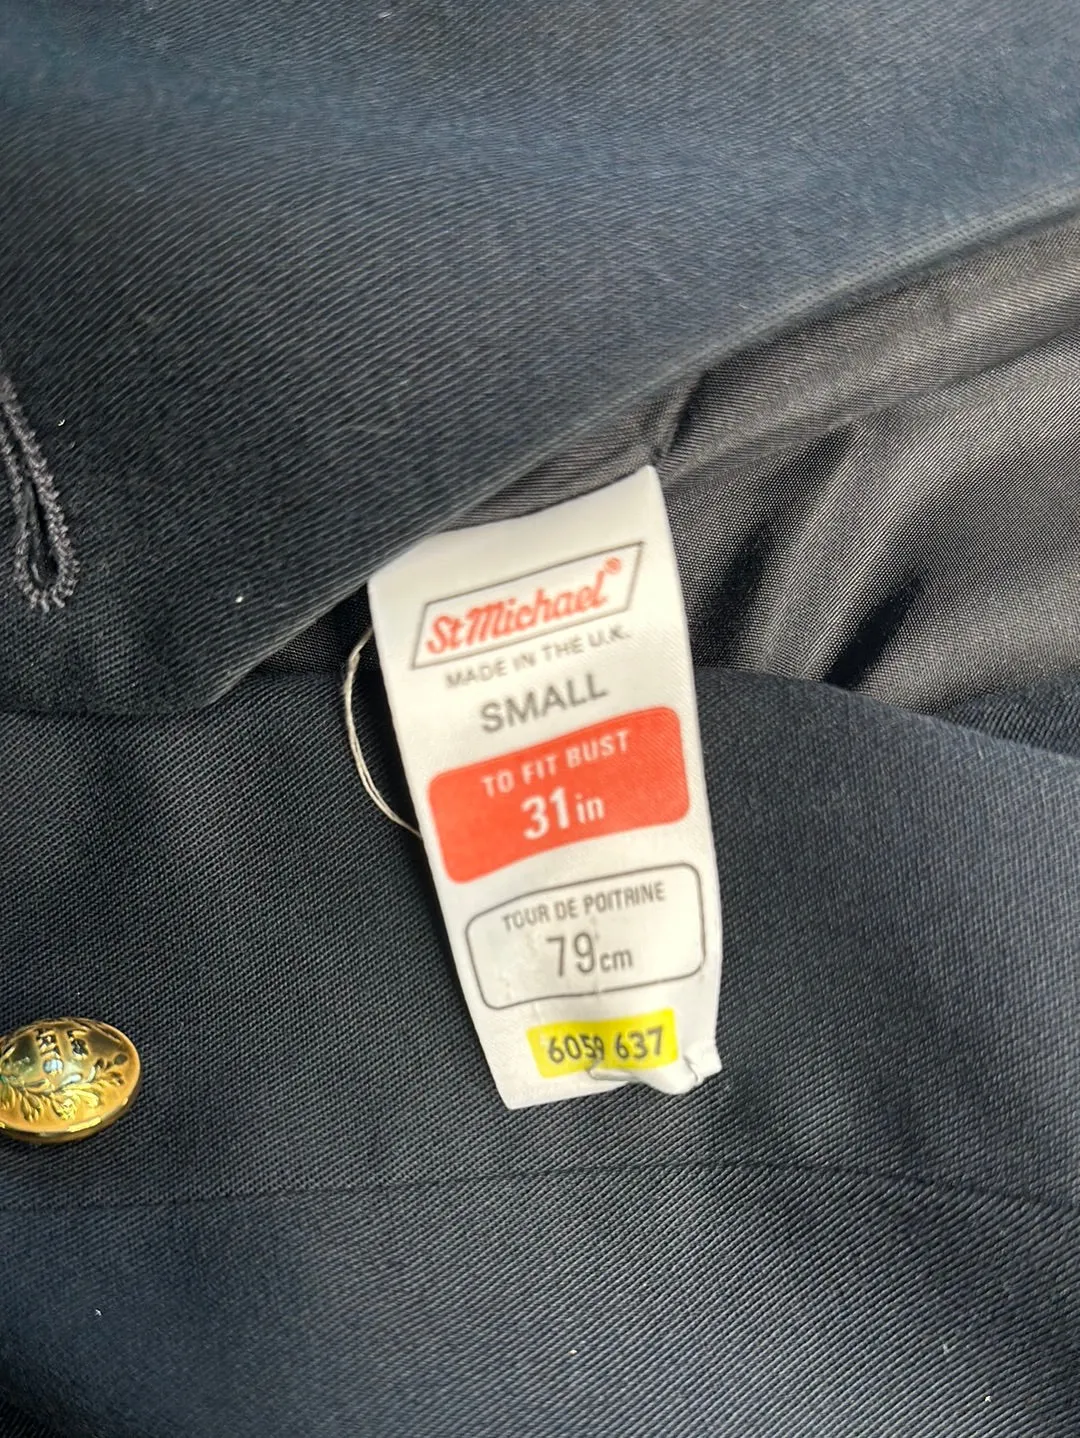 St Michael®
MADE IN THE U.K.
SMALL
TO FIT BUST
31in
TOUR DE POITRINE
79cm
6059 637